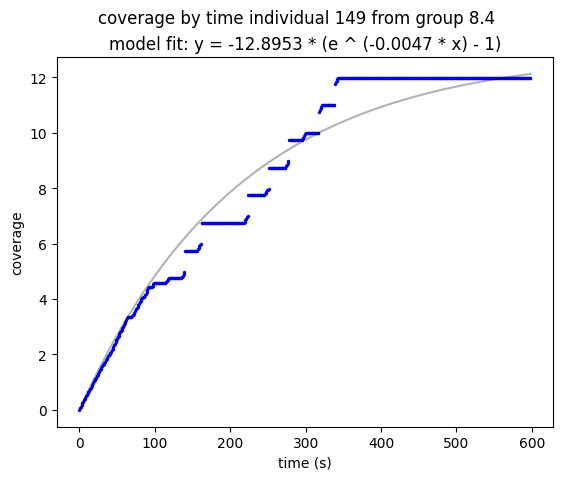 coverage by time individual 149 from group 8.4
model fit: y = -12.8953 * (e ^ (-0.0047 * x) - 1)
12
10
8
6
4
2
0
coverage
0 100 200 300 400 500 600
time (s)